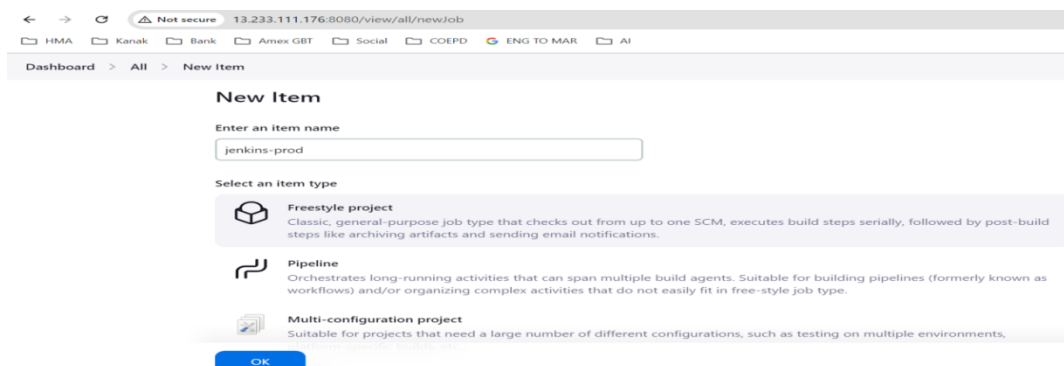 Not secure 13.233.111.176:8080/view/all/newJob
HMA Kanak Bank Amex GBT Social COEPD ENG TO MAR AI
Dashboard > All > New Item
New Item
Enter an item name
jenkins-prod
Select an item type
Freestyle project
Classic, general-purpose job type that checks out from up to one SCM, executes build steps serially, followed by post-build
steps like archiving artifacts and sending email notifications.
Pipeline
Orchestrates long-running activities that can span multiple build agents. Suitable for building pipelines (formerly known as
workflows) and/or organizing complex activities that do not easily fit in free-style job type.
Multi-configuration project
Suitable for projects that need a large number of different configurations, such as testing on multiple environments,
OK